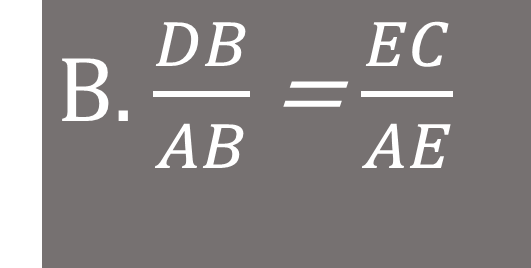 B. DB/AB = EC/AE